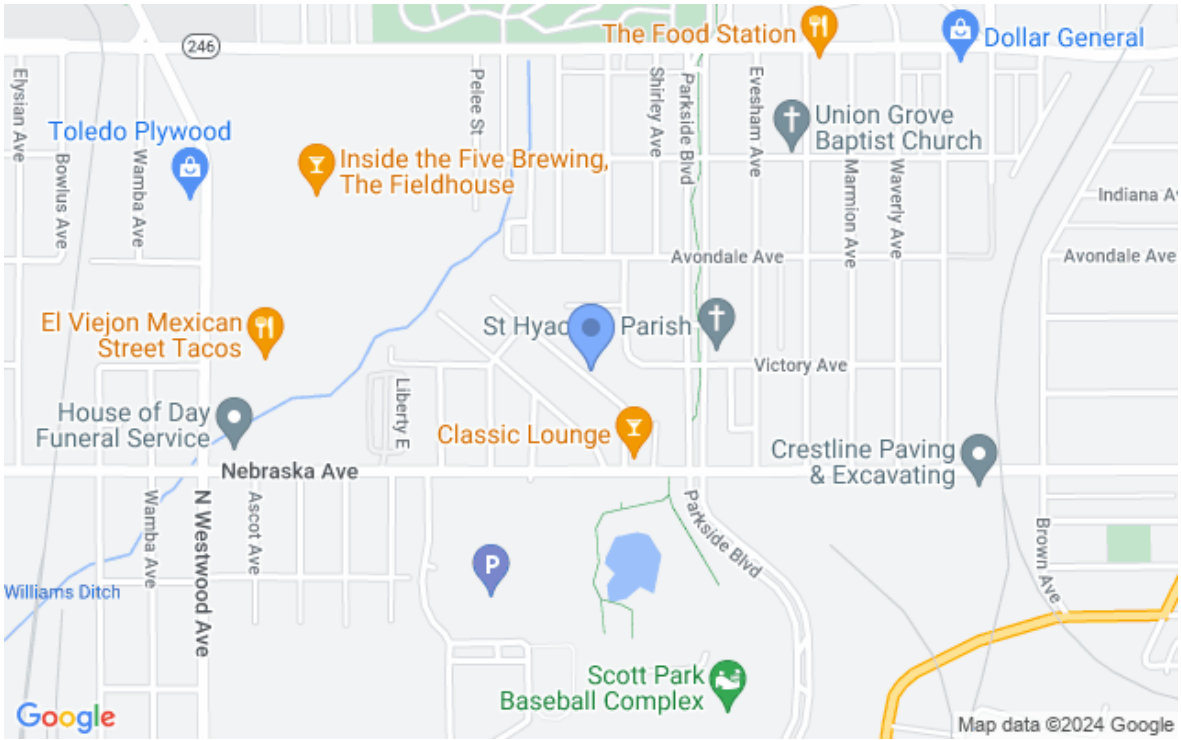 246
The Food Station
Dollar General
Elysian Ave
Bowlus Ave
Wamba Ave
Toledo Plywood
Pelee St
Shirley Ave
Parkside Blvd
Evesham Ave
Union Grove
Baptist Church
Marmion Ave
Waverly Ave
Inside the Five Brewing,
The Fieldhouse
Indiana Av
Avondale Ave
Avondale Ave
El Viejon Mexican
Street Tacos
St Hyac Parish
Victory Ave
House of Day
Funeral Service
Liberty E
Classic Lounge
Crestline Paving
& Excavating
Nebraska Ave
Wamba Ave
N Westwood Ave
Ascot Ave
Parkside Blvd
Brown Ave
P
Williams Ditch
Scott Park
Baseball Complex
Google
Map data ©2024 Google